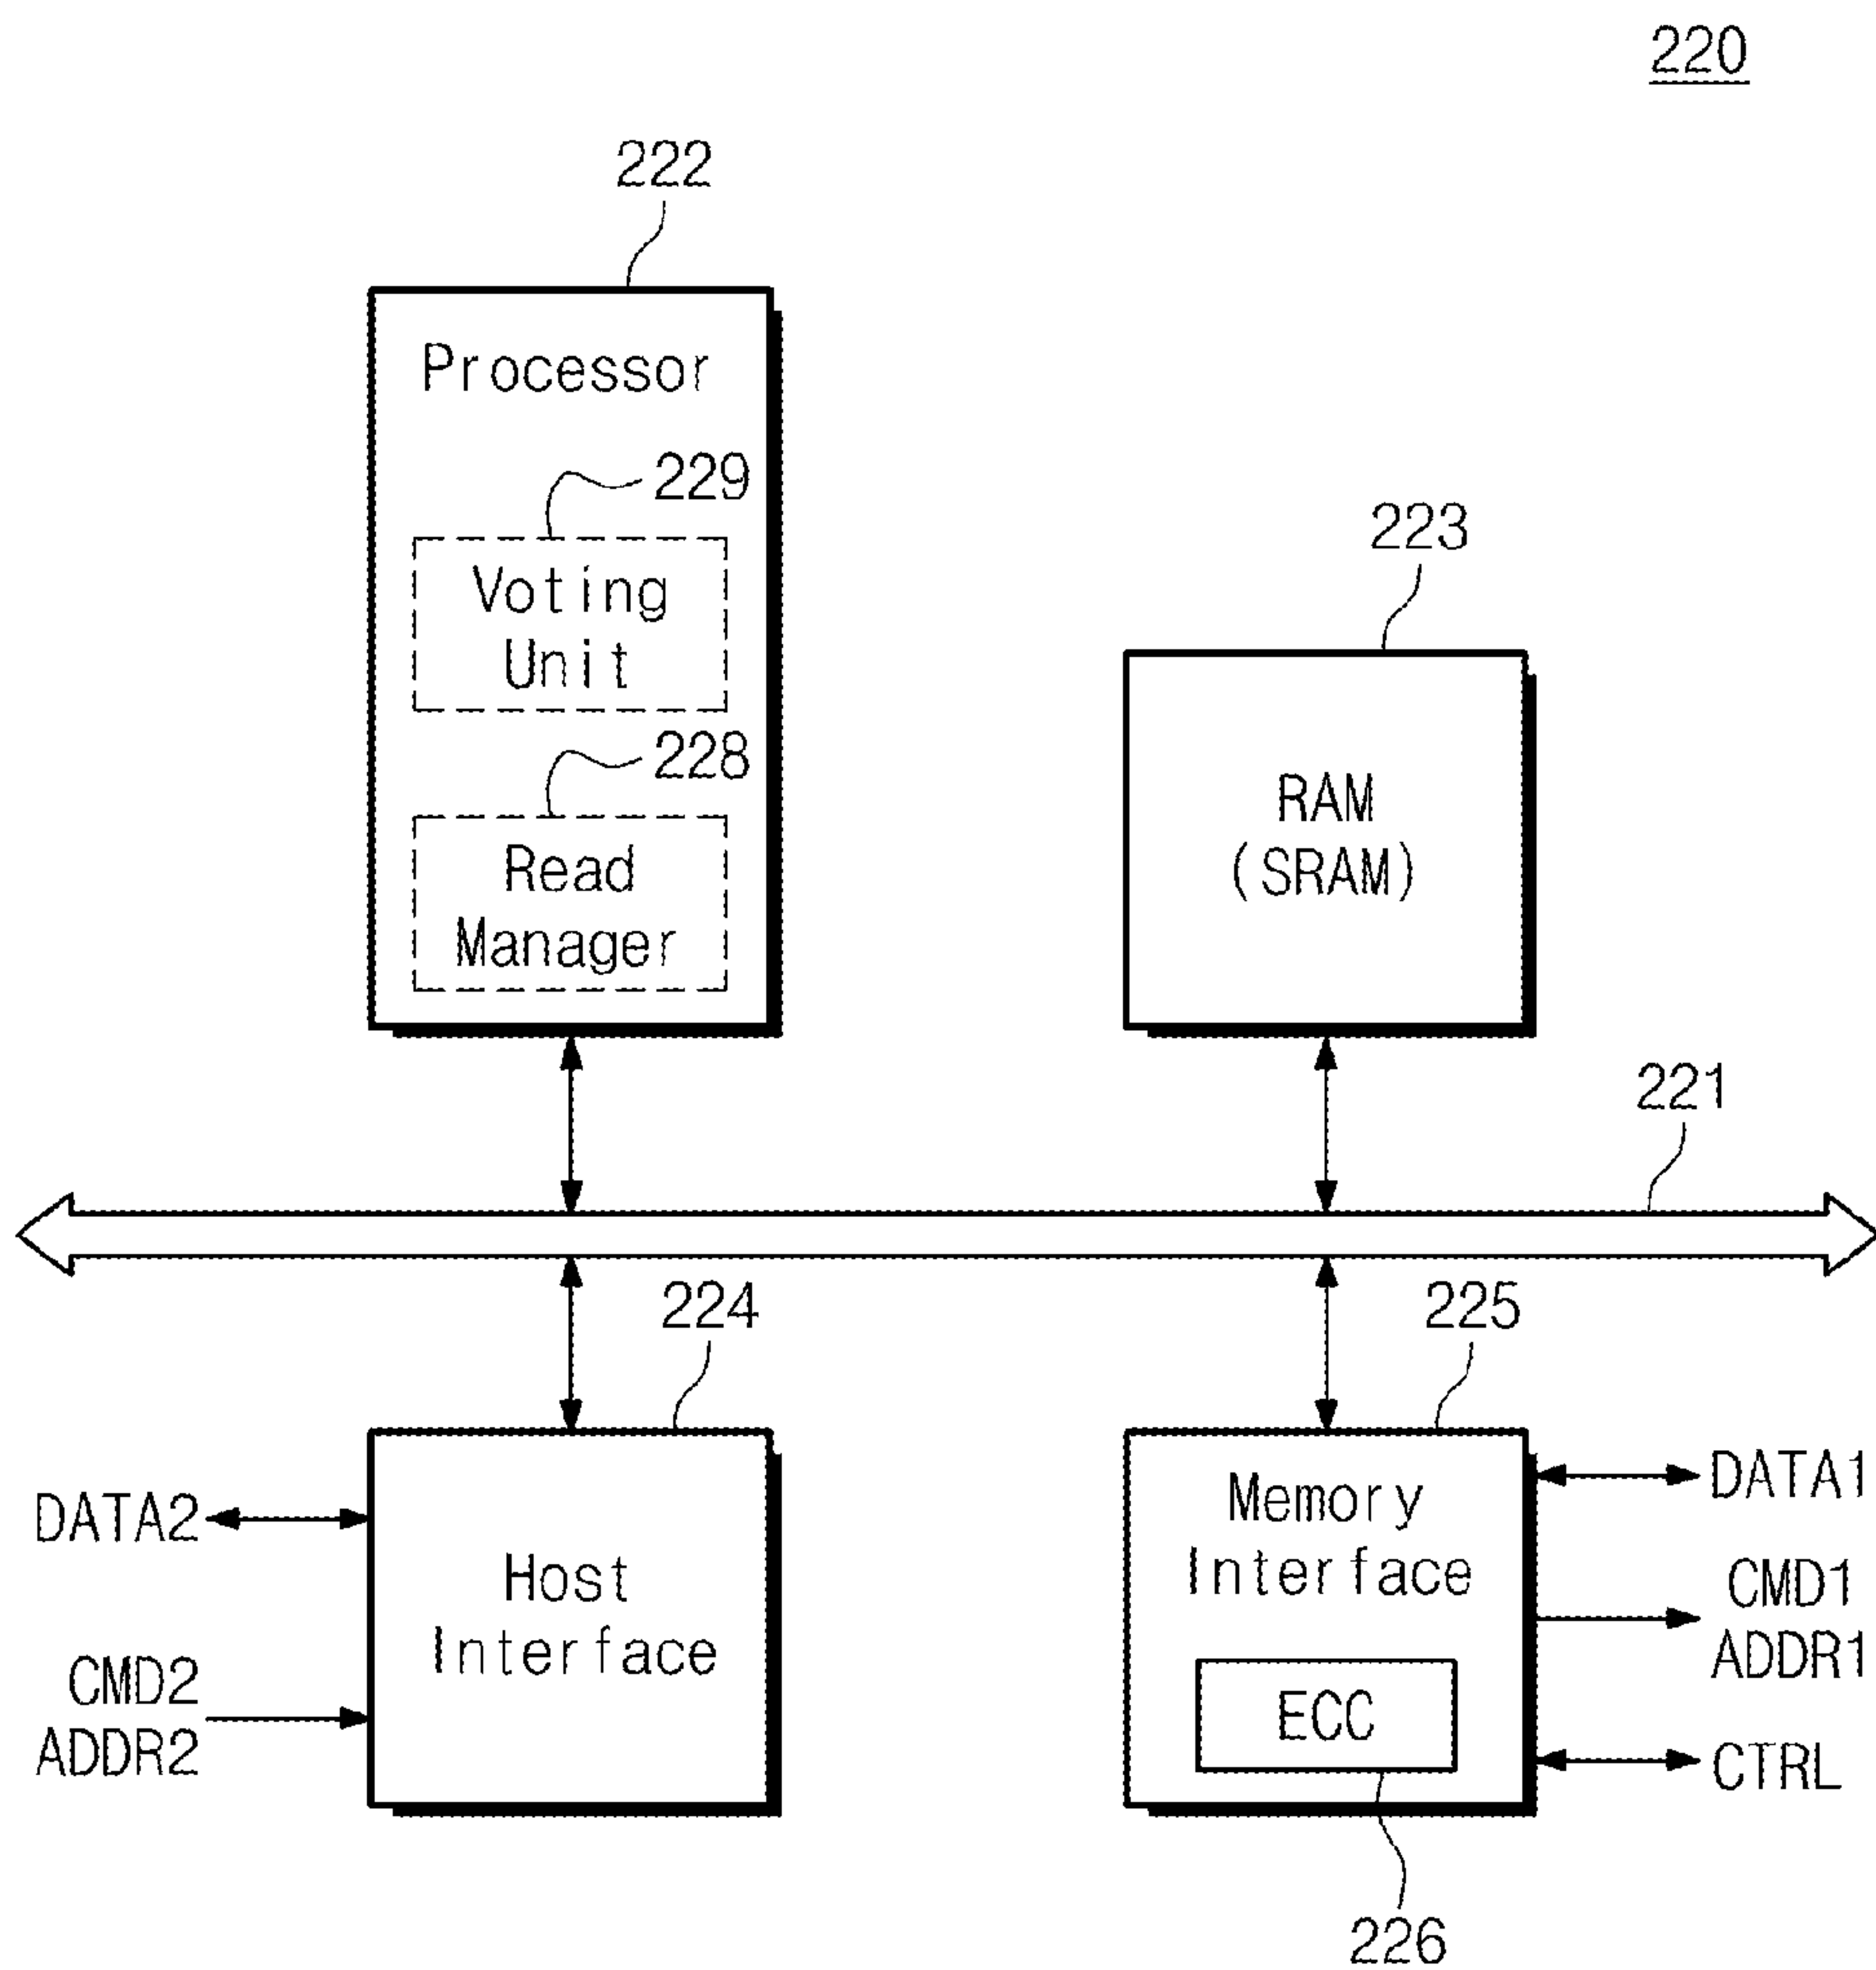 220
222
Processor
229
Voting
Unit
228
Read
Manager
223
RAM
(SRAM)
221
224
225
DATA2
CMD2
ADDR2
Host
Interface
Memory
Interface
ECC
DATA1
CMD1
ADDR1
CTRL
226